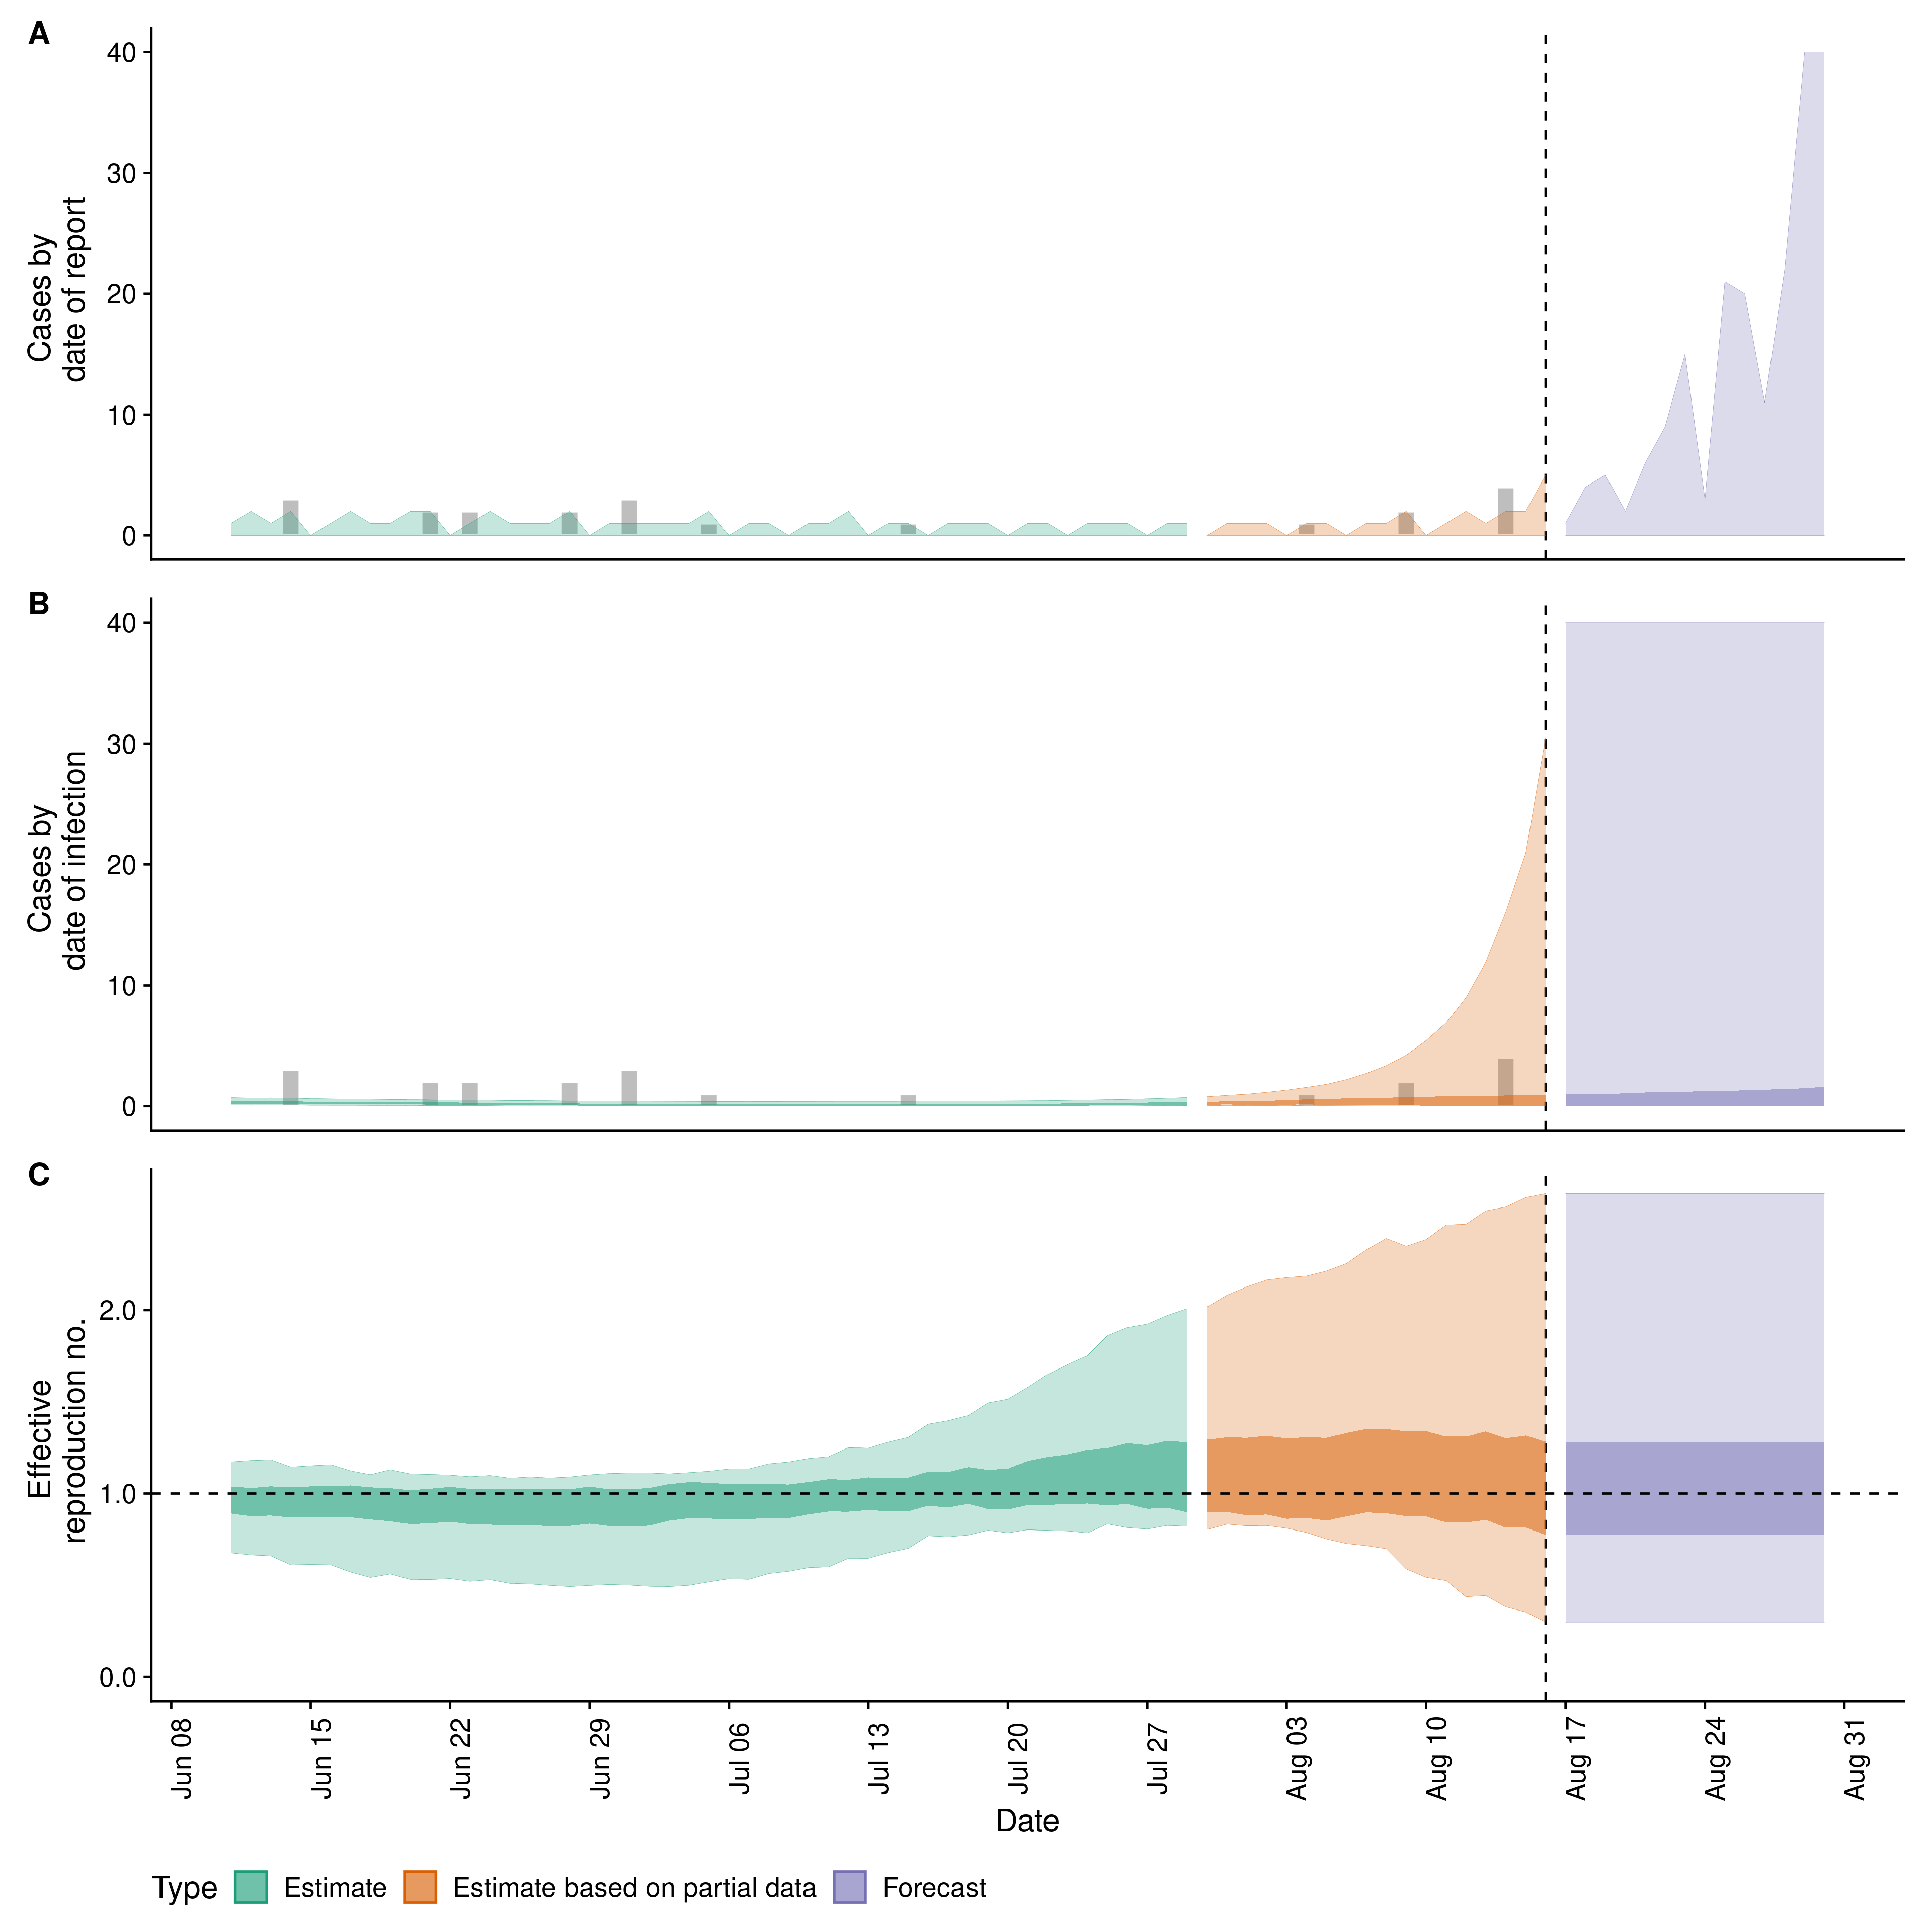 A
40
30
20
10
0
Cases by
date of report
B
40
30
20
10
0
Cases by
date of infection
C
2.0
1.0
0.0
Effective
reproduction no.
Jun 08
Jun 15
Jun 22
Jun 29
Jul 06
Jul 13
Jul 20
Jul 27
Aug 03
Aug 10
Aug 17
Aug 24
Aug 31
Date
Type Estimate Estimate based on partial data Forecast